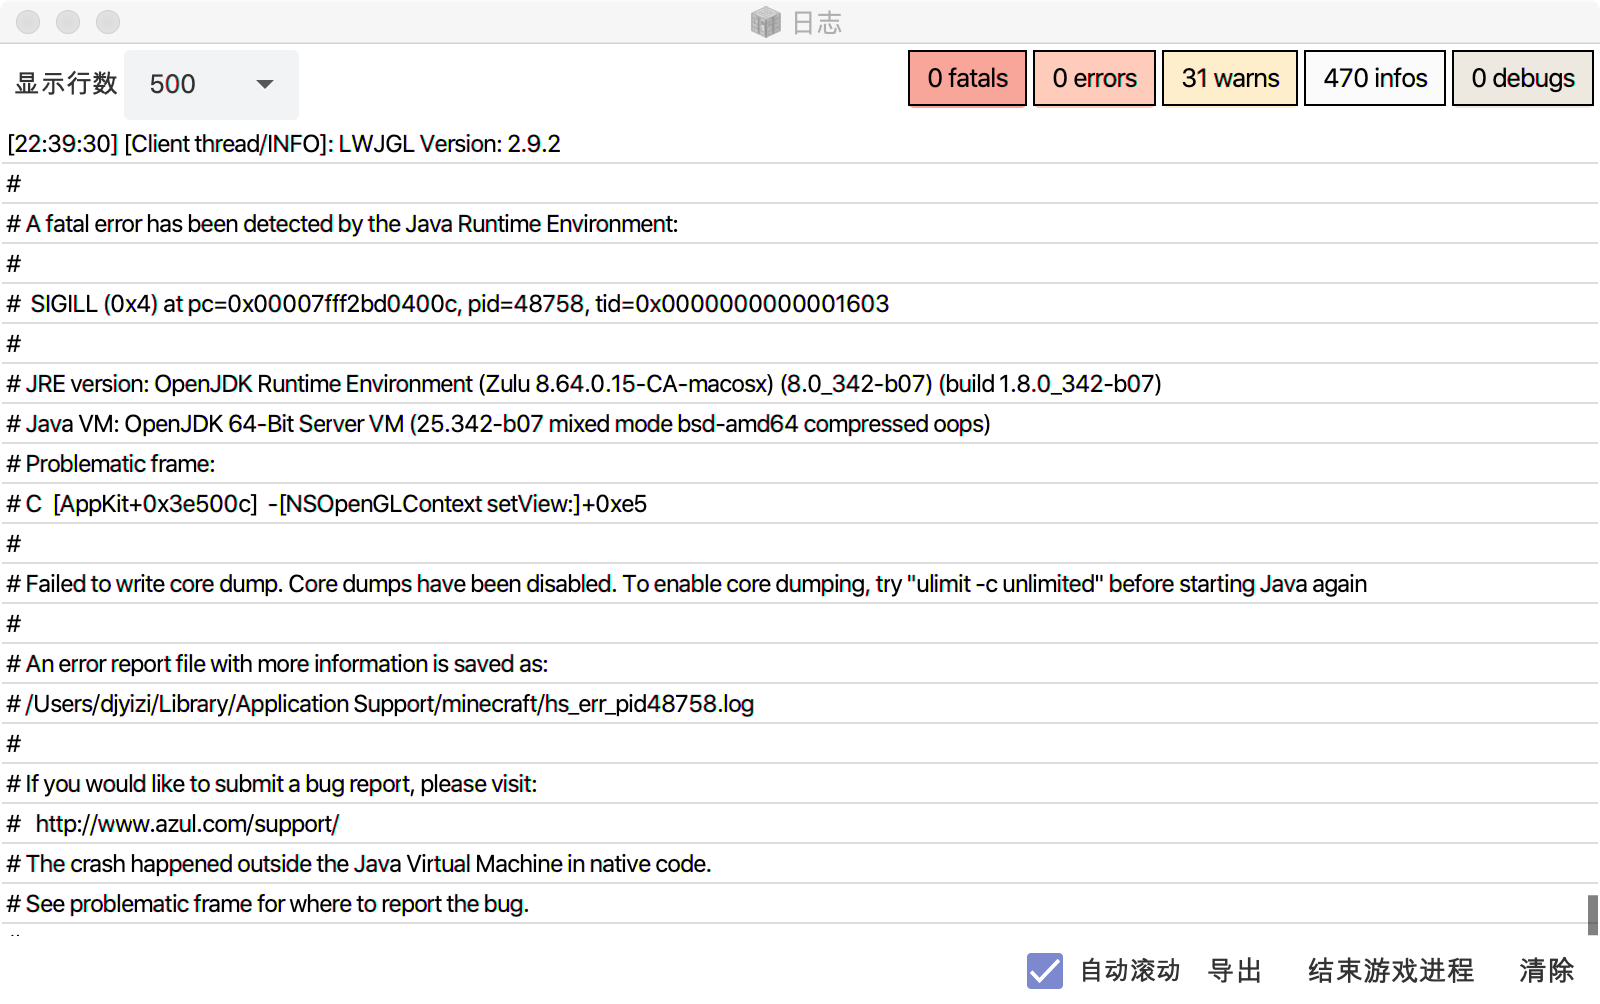 日志
显示行数 500 0 fatals 0 errors 31 warns 470 infos 0 debugs
[22:39:30] [Client thread/INFO]: LWJGL Version: 2.9.2
#
# A fatal error has been detected by the Java Runtime Environment:
#
#  SIGILL (0x4) at pc=0x00007fff2bd0400c, pid=48758, tid=0x0000000000001603
#
# JRE version: OpenJDK Runtime Environment (Zulu 8.64.0.15-CA-macosx) (8.0_342-b07) (build 1.8.0_342-b07)
# Java VM: OpenJDK 64-Bit Server VM (25.342-b07 mixed mode bsd-amd64 compressed oops)
# Problematic frame:
# C  [AppKit+0x3e500c]  -[NSOpenGLContext setView:]+0xe5
#
# Failed to write core dump. Core dumps have been disabled. To enable core dumping, try "ulimit -c unlimited" before starting Java again
#
# An error report file with more information is saved as:
# /Users/djyizi/Library/Application Support/minecraft/hs_err_pid48758.log
#
# If you would like to submit a bug report, please visit:
#   http://www.azul.com/support/
# The crash happened outside the Java Virtual Machine in native code.
# See problematic frame for where to report the bug.
#
自动滚动 导出 结束游戏进程 清除